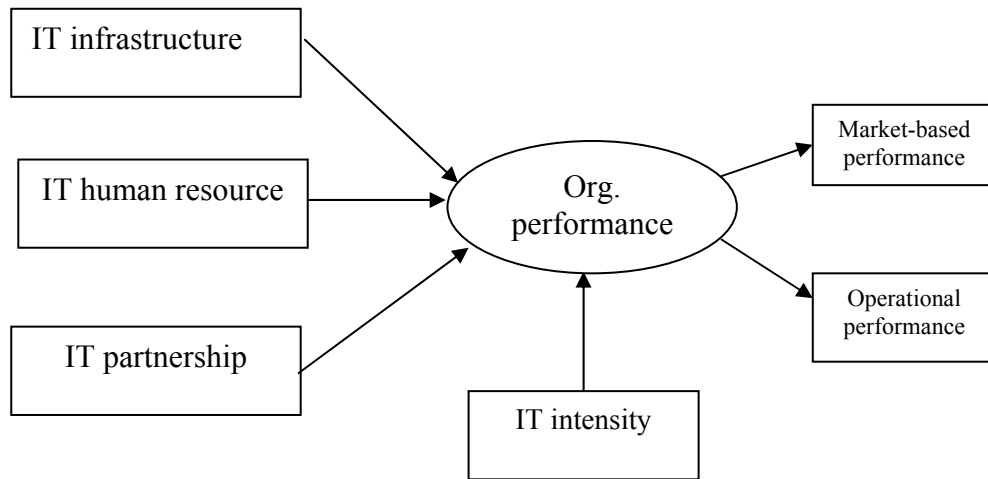 IT infrastructure
IT human resource
IT partnership
Org.
performance
IT intensity
Market-based
performance
Operational
performance